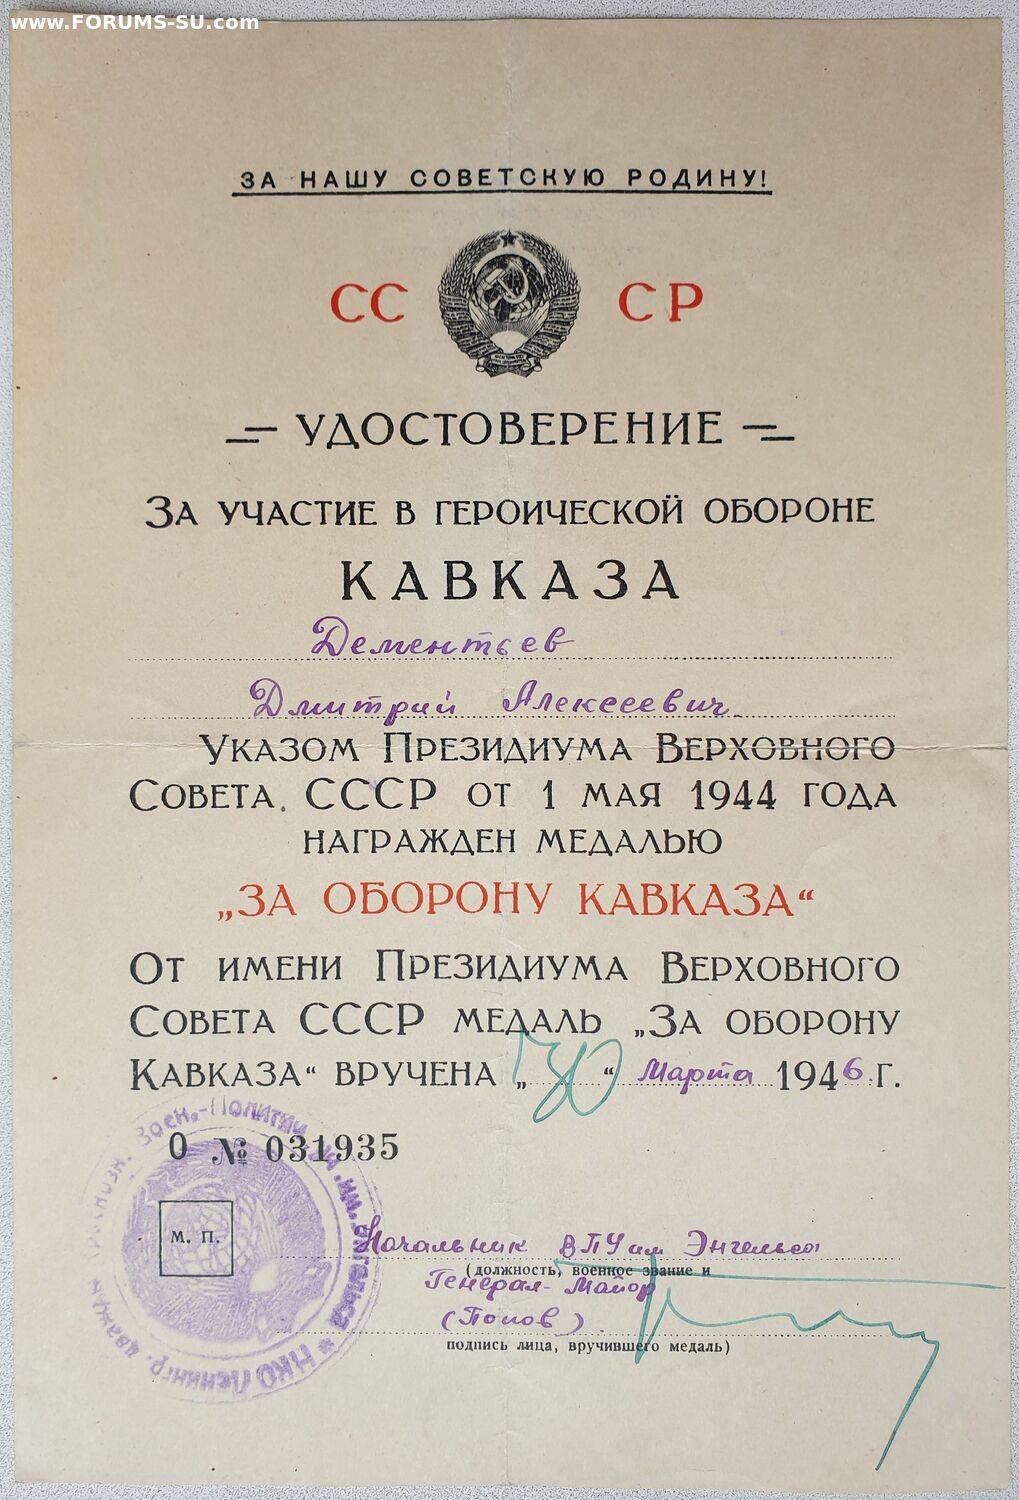 www.FORUMS-SU.com
ЗА НАШУ СОВЕТСКУЮ РОДИНУ!
СС СР
УДОСТОВЕРЕНИЕ
ЗА УЧАСТИЕ В ГЕРОИЧЕСКОЙ ОБОРОНЕ
КАВКАЗА
Дементьев
Дмитрий Алексеевич
УКАЗОМ ПРЕЗИДИУМА ВЕРХОВНОГО
СОВЕТА СССР ОТ 1 МАЯ 1944 ГОДА
НАГРАЖДЕН МЕДАЛЬЮ
„ЗА ОБОРОНУ КАВКАЗА“
ОТ ИМЕНИ ПРЕЗИДИУМА ВЕРХОВНОГО
СОВЕТА СССР МЕДАЛЬ „ЗА ОБОРОНУ
КАВКАЗА“ ВРУЧЕНА „ “ Марта 1946 г.
О № 031935
М. П.
Начальник ВПУ им Энгельса
(должность, военное звание и
Генерал-Майор
(Попов)
подпись лица, вручившего медаль)
НКО Ленингр.